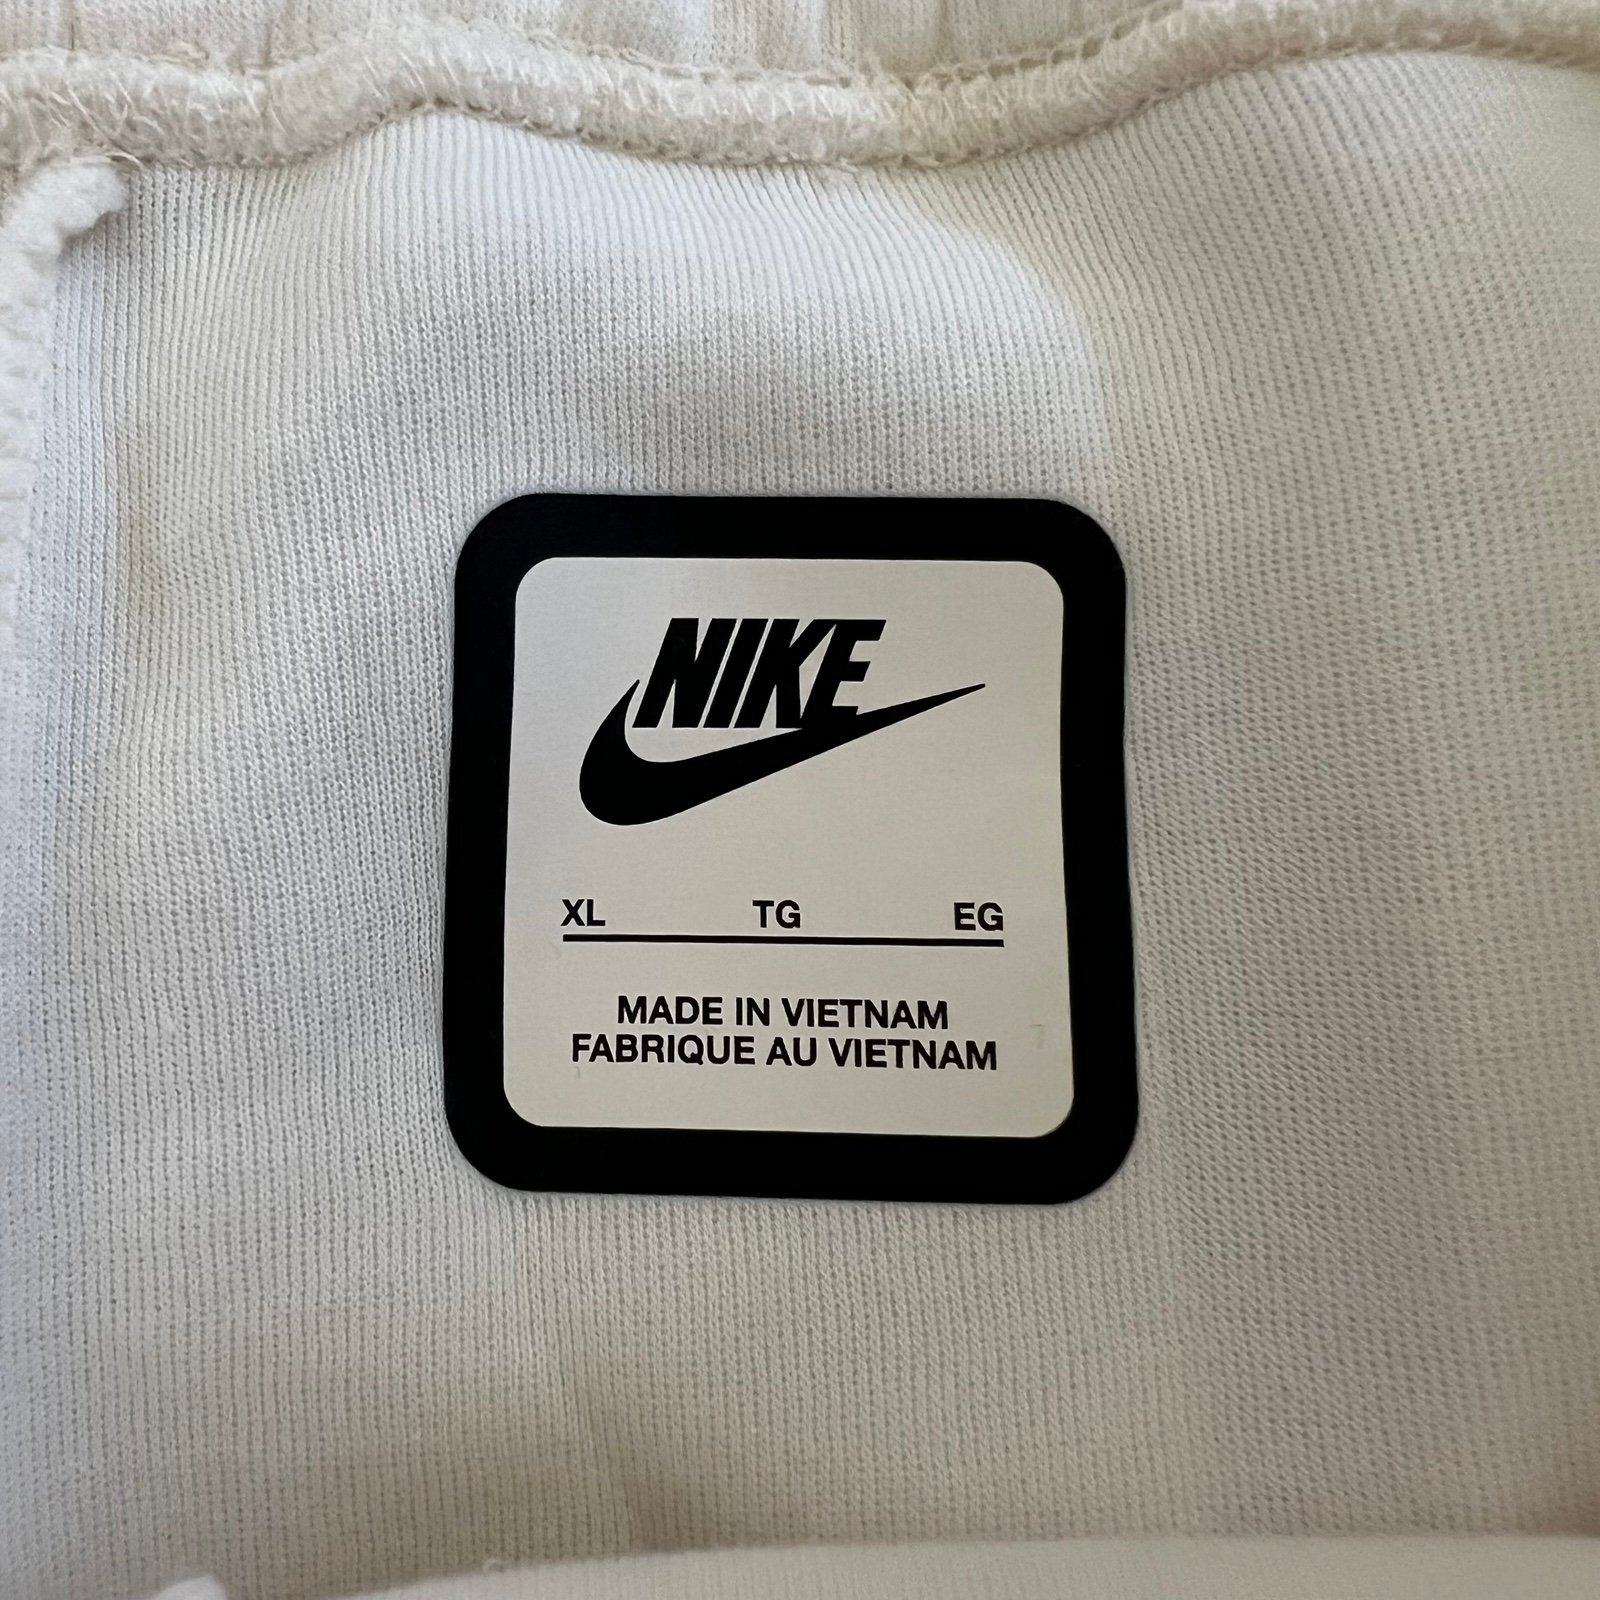 NIKE
XL TG EG
MADE IN VIETNAM
FABRIQUE AU VIETNAM